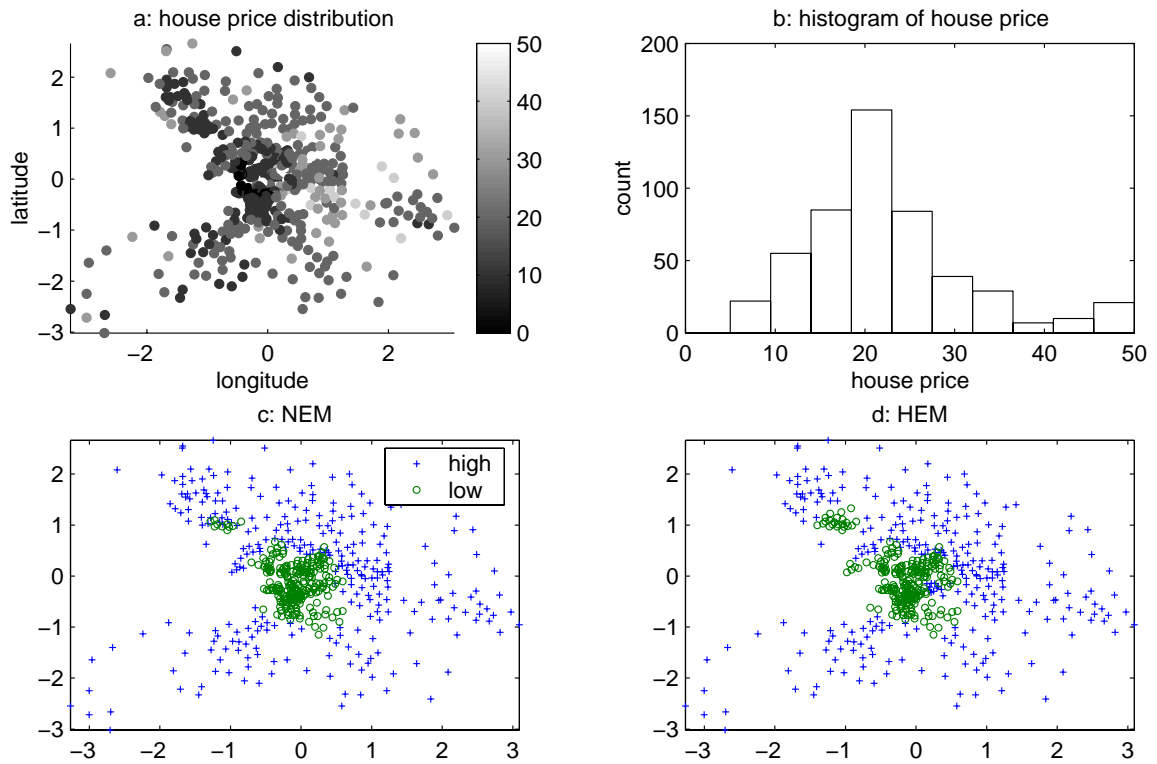 a: house price distribution
2
1
0
−1
−2
−3
latitude
−2 0 2
longitude
50
40
30
20
10
0
b: histogram of house price
200
150
100
50
0
count
0 10 20 30 40 50
house price
c: NEM
high
low
2
1
0
−1
−2
−3
−3 −2 −1 0 1 2 3
d: HEM
2
1
0
−1
−2
−3
−3 −2 −1 0 1 2 3